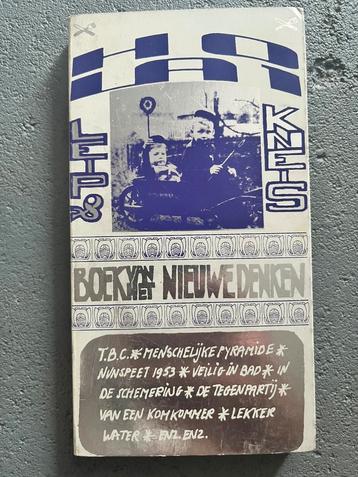 LEIP &
KNETS
BOEK VAN HET NIEUWE DENKEN
T.B.C. * MENSCHELIJKE PYRAMIDE *
NUNSPEET 1953 * VEILIG IN BAD * IN
DE SCHEMERING * DE TEGENPARTIJ *
VAN EEN KOMKOMMER * LEKKER
WATER * ENZ. ENZ.